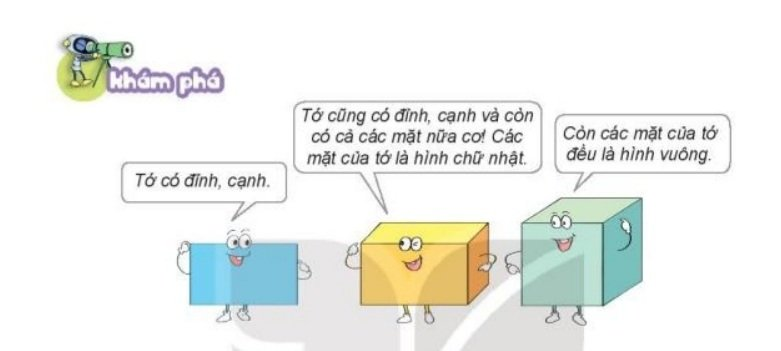 khám phá
Tớ cũng có đỉnh, cạnh và còn
có cả các mặt nữa cơ! Các
mặt của tớ là hình chữ nhật.
Còn các mặt của tớ
đều là hình vuông.
Tớ có đỉnh, cạnh.